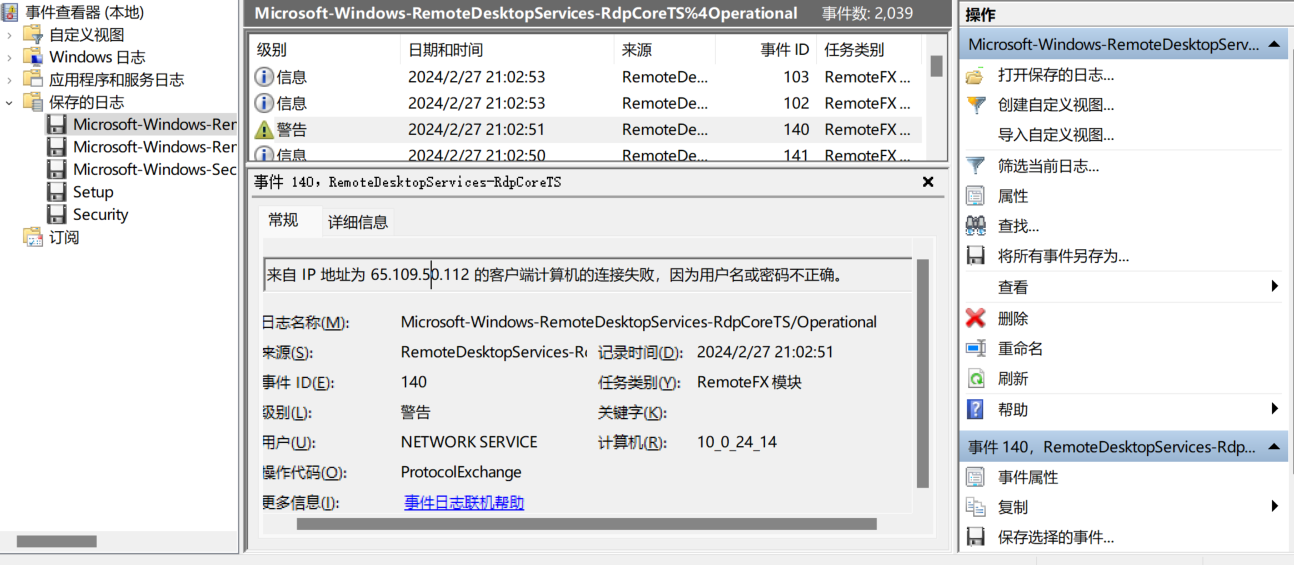 事件查看器 (本地)
自定义视图
Windows 日志
应用程序和服务日志
保存的日志
Microsoft-Windows-Rer
Microsoft-Windows-Rer
Microsoft-Windows-Sec
Setup
Security
订阅
Microsoft-Windows-RemoteDesktopServices-RdpCoreTS%4Operational 事件数: 2,039
级别 日期和时间 来源 事件 ID 任务类别
信息 2024/2/27 21:02:53 RemoteDe... 103 RemoteFX ...
信息 2024/2/27 21:02:53 RemoteDe... 102 RemoteFX ...
警告 2024/2/27 21:02:51 RemoteDe... 140 RemoteFX ...
信息 2024/2/27 21:02:50 RemoteDe... 141 RemoteFX ...
事件 140，RemoteDesktopServices-RdpCoreTS
常规 详细信息
来自 IP 地址为 65.109.50.112 的客户端计算机的连接失败，因为用户名或密码不正确。
日志名称(M): Microsoft-Windows-RemoteDesktopServices-RdpCoreTS/Operational
来源(S): RemoteDesktopServices-Rd 记录时间(D): 2024/2/27 21:02:51
事件 ID(E): 140 任务类别(Y): RemoteFX 模块
级别(L): 警告 关键字(K):
用户(U): NETWORK SERVICE 计算机(R): 10_0_24_14
操作代码(O): ProtocolExchange
更多信息(I): 事件日志联机帮助
操作
Microsoft-Windows-RemoteDesktopServ...
打开保存的日志...
创建自定义视图...
导入自定义视图...
筛选当前日志...
属性
查找...
将所有事件另存为...
查看
删除
重命名
刷新
帮助
事件 140，RemoteDesktopServices-Rdp...
事件属性
复制
保存选择的事件...